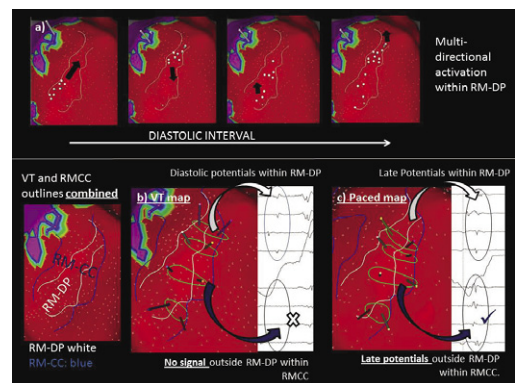 a)
Multi-
directional
activation
within RM-DP
DIASTOLIC INTERVAL
VT and RMCC
outlines combined
RM-CC
RM-DP
RM-DP white
RM-CC: blue
Diastolic potentials within RM-DP
b) VT map
No signal outside RM-DP within
RMCC
Late Potentials within RM-DP
c) Paced map
Late potentials outside RM-DP
within RMCC.